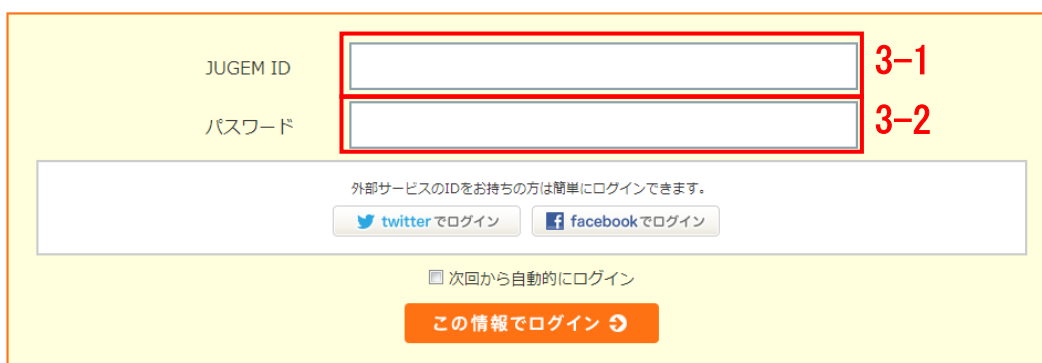 JUGEM ID
3-1
パスワード
3-2
外部サービスのIDをお持ちの方は簡単にログインできます。
twitterでログイン facebookでログイン
次回から自動的にログイン
この情報でログイン